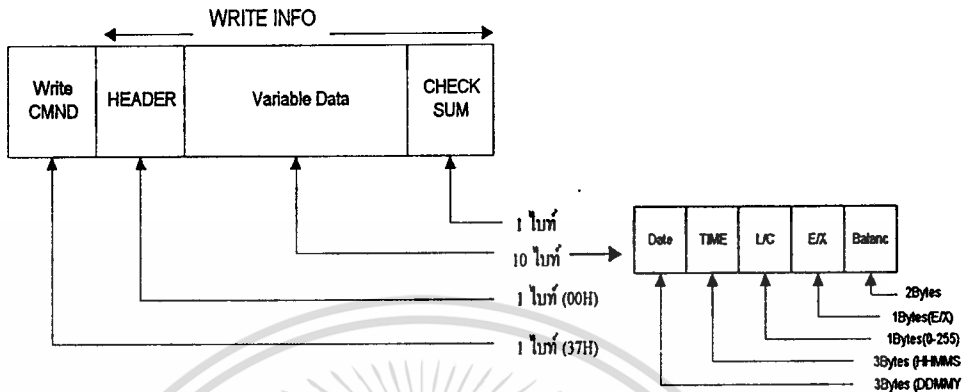 WRITE INFO
Write CMND
HEADER
Variable Data
CHECK SUM
1 ไบท์
10 ไบท์
1 ไบท์ (00H)
1 ไบท์ (37H)
Date
TIME
L/C
E/X
Balanc
2Bytes
1Bytes(E/X)
1Bytes(0-255)
3Bytes (HHMMS
3Bytes (DDMMY